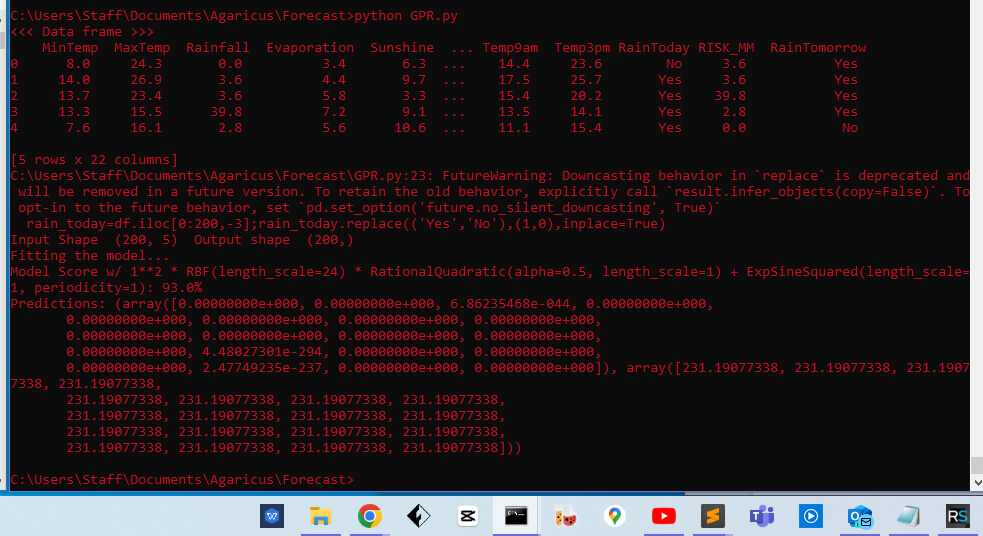 C:\Users\Staff\Documents\Agaricus\Forecast>python GPR.py
<<< Data frame >>>
    MinTemp  MaxTemp  Rainfall  Evaporation  Sunshine  ...  Temp9am  Temp3pm RainToday RISK_MM  RainTomorrow
0       8.0     24.3       0.0          3.4       6.3  ...     14.4     23.6        No     3.6           Yes
1      14.0     26.9       3.6          4.4       9.7  ...     17.5     25.7       Yes     3.6           Yes
2      13.7     23.4       3.6          5.8       3.3  ...     15.4     20.2       Yes    39.8           Yes
3      13.3     15.5      39.8          7.2       9.1  ...     13.5     14.1       Yes     2.8           Yes
4       7.6     16.1       2.8          5.6      10.6  ...     11.1     15.4       Yes     0.0            No
[5 rows x 22 columns]
C:\Users\Staff\Documents\Agaricus\Forecast\GPR.py:23: FutureWarning: Downcasting behavior in `replace` is deprecated and
will be removed in a future version. To retain the old behavior, explicitly call `result.infer_objects(copy=False)`. To
opt-in to the future behavior, set `pd.set_option('future.no_silent_downcasting', True)`
  rain_today=df.iloc[0:200,-3];rain_today.replace(('Yes','No'),(1,0),inplace=True)
Input Shape  (200, 5)  Output shape  (200,)
Fitting the model...
Model Score w/ 1**2 * RBF(length_scale=24) * RationalQuadratic(alpha=0.5, length_scale=1) + ExpSineSquared(length_scale=
1, periodicity=1): 93.0%
Predictions: (array([0.00000000e+000, 0.00000000e+000, 6.86235468e-044, 0.00000000e+000,
       0.00000000e+000, 0.00000000e+000, 0.00000000e+000, 0.00000000e+000,
       0.00000000e+000, 0.00000000e+000, 0.00000000e+000, 0.00000000e+000,
       0.00000000e+000, 4.48027301e-294, 0.00000000e+000, 0.00000000e+000,
       0.00000000e+000, 2.47749235e-237, 0.00000000e+000, 0.00000000e+000]), array([231.19077338, 231.19077338, 231.1907
7338, 231.19077338,
       231.19077338, 231.19077338, 231.19077338, 231.19077338,
       231.19077338, 231.19077338, 231.19077338, 231.19077338,
       231.19077338, 231.19077338, 231.19077338, 231.19077338,
       231.19077338, 231.19077338, 231.19077338, 231.19077338]))
C:\Users\Staff\Documents\Agaricus\Forecast>
RS